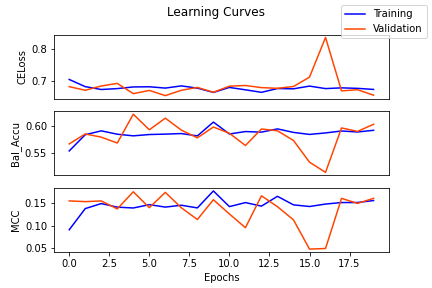 Learning Curves
Training
Validation
CELoss
0.8
0.7
Bal_Accu
0.60
0.55
MCC
0.15
0.10
0.05
0.0 2.5 5.0 7.5 10.0 12.5 15.0 17.5
Epochs